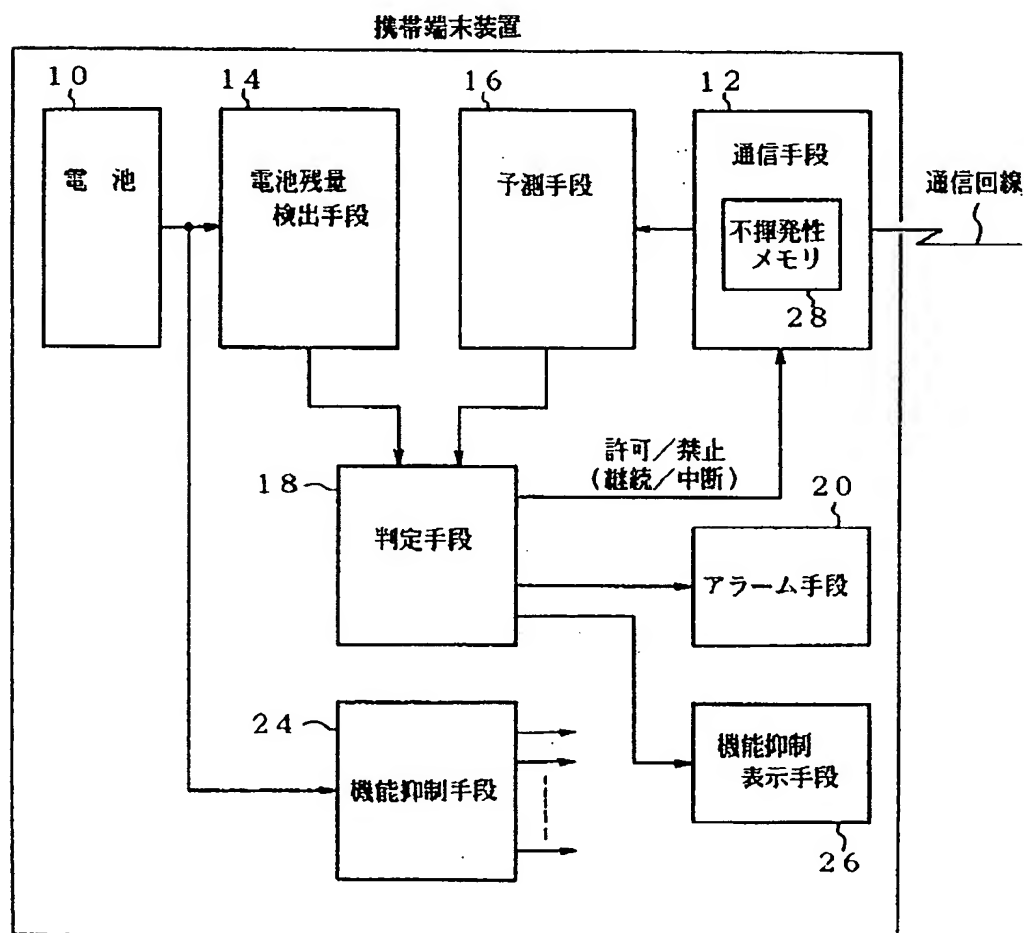 携帯端末装置
10
14
16
12
電 池
電池残量
検出手段
予測手段
通信手段
不揮発性
メモリ
28
通信回線
許可/禁止
(継続/中断)
18
判定手段
20
アラーム手段
24
機能抑制手段
機能抑制
表示手段
26